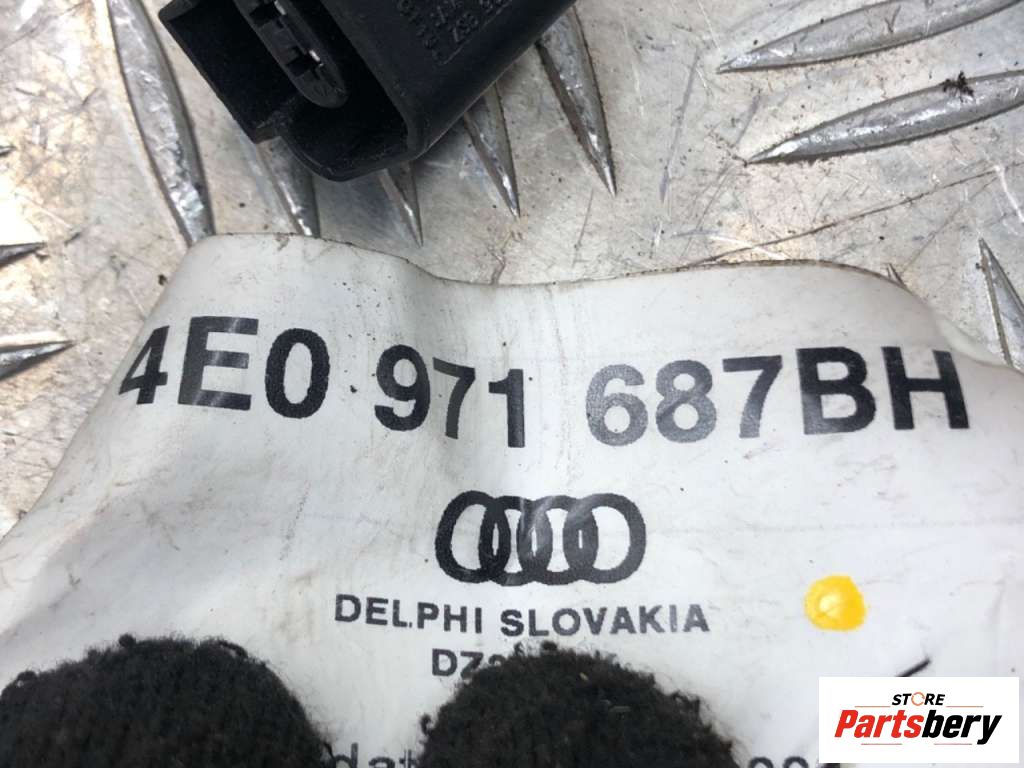 4E0 971 687BH
DELPHI SLOVAKIA
STORE
Partsbery